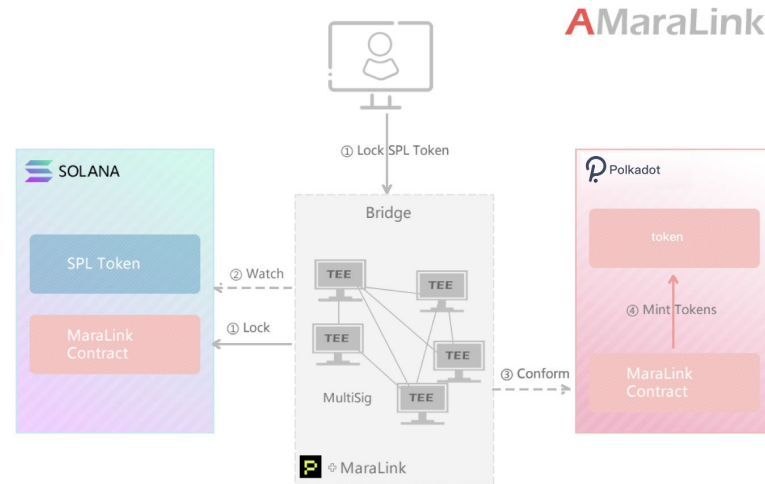 AMaraLink
① Lock SPL Token
SOLANA
SPL Token
MaraLink
Contract
② Watch
① Lock
Bridge
TEE
TEE
TEE
TEE
TEE
MultiSig
P + MaraLink
③ Conform
Polkadot
token
④ Mint Tokens
MaraLink
Contract